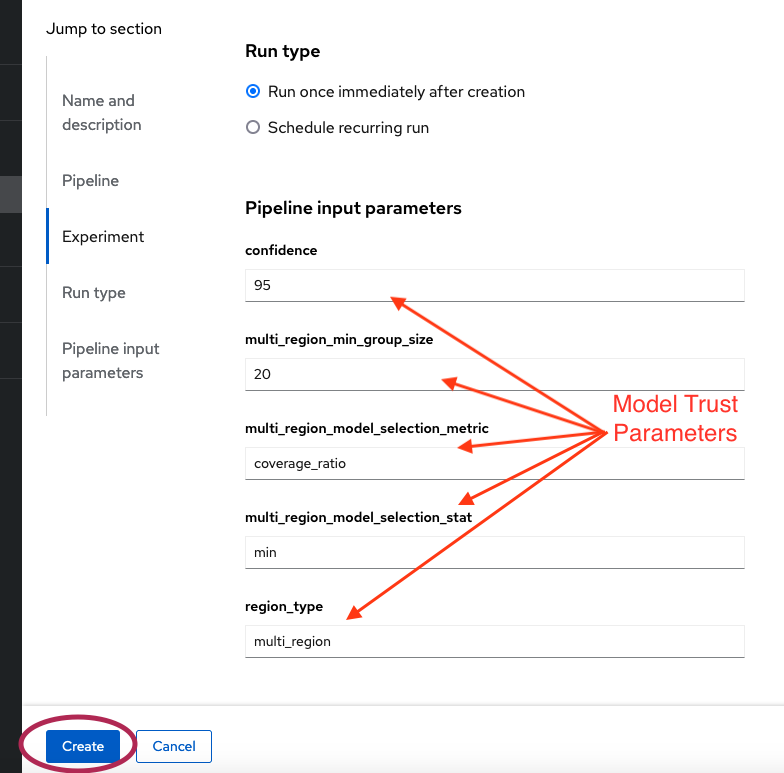 Jump to section
Name and
description
Pipeline
Experiment
Run type
Pipeline input
parameters
Run type
Run once immediately after creation
Schedule recurring run
Pipeline input parameters
confidence
95
multi_region_min_group_size
20
multi_region_model_selection_metric
coverage_ratio
multi_region_model_selection_stat
min
region_type
multi_region
Model Trust
Parameters
Create
Cancel